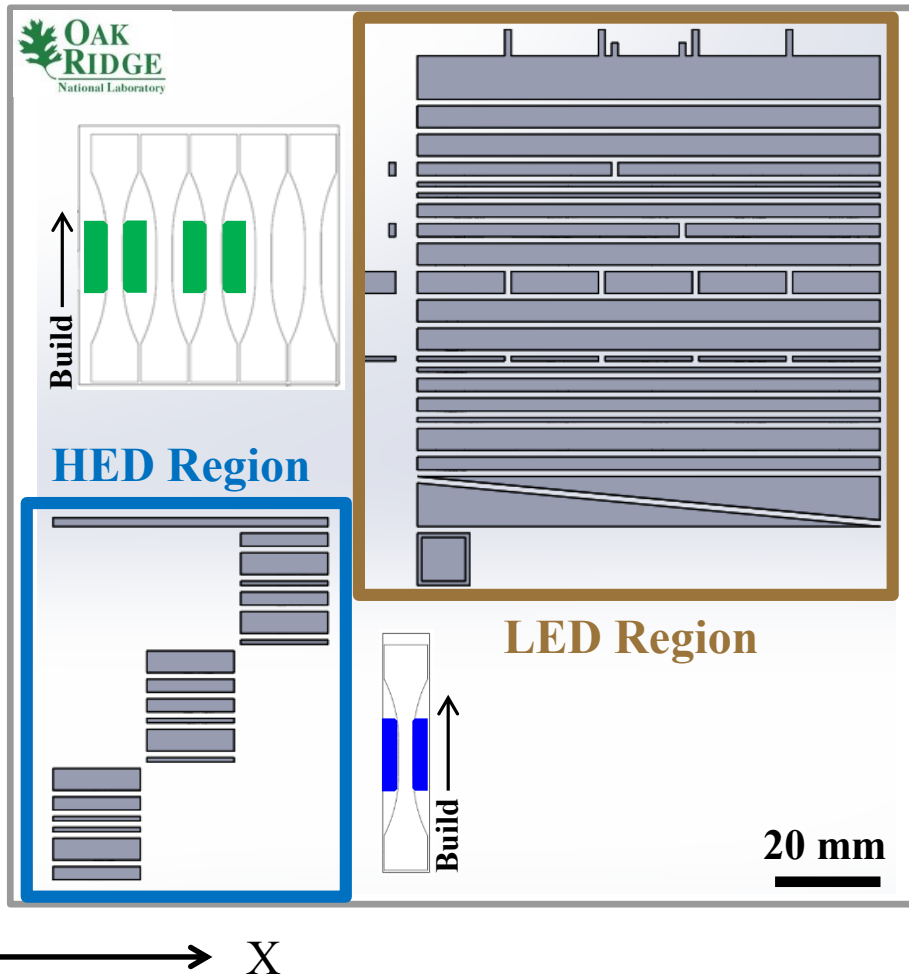 OAK
RIDGE
National Laboratory
Build
HED Region
LED Region
Build
20 mm
X